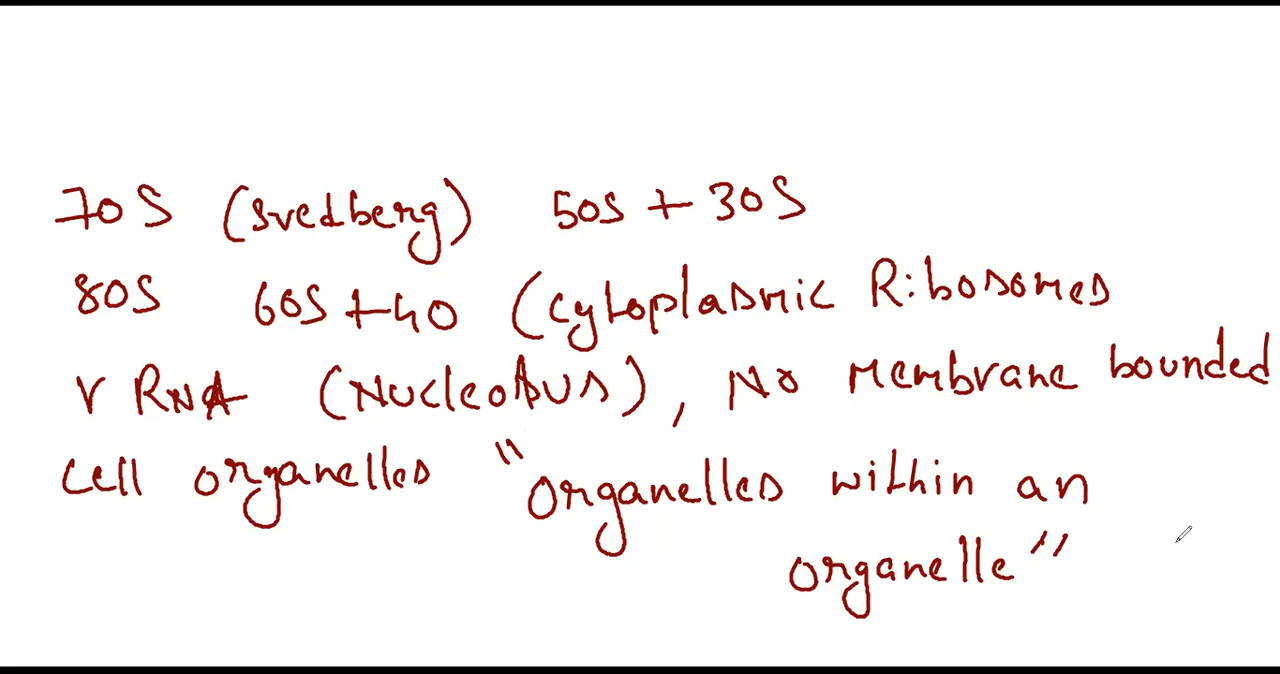 70S (svedberg) 50S + 30S
80S 60S + 40 (cytoplasmic Ribosomes
r RNA (Nucleolus), No membrane bounded
cell organelles "organelles within an
organelle"